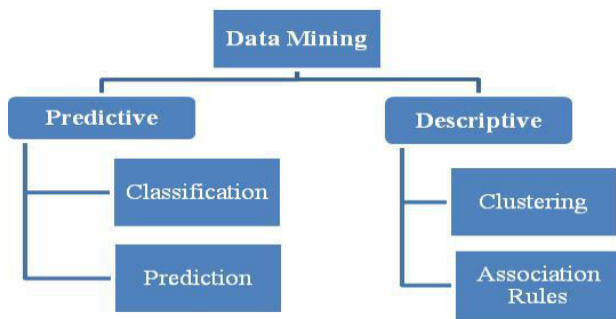 Data Mining
Predictive
Descriptive
Classification
Clustering
Prediction
Association
Rules